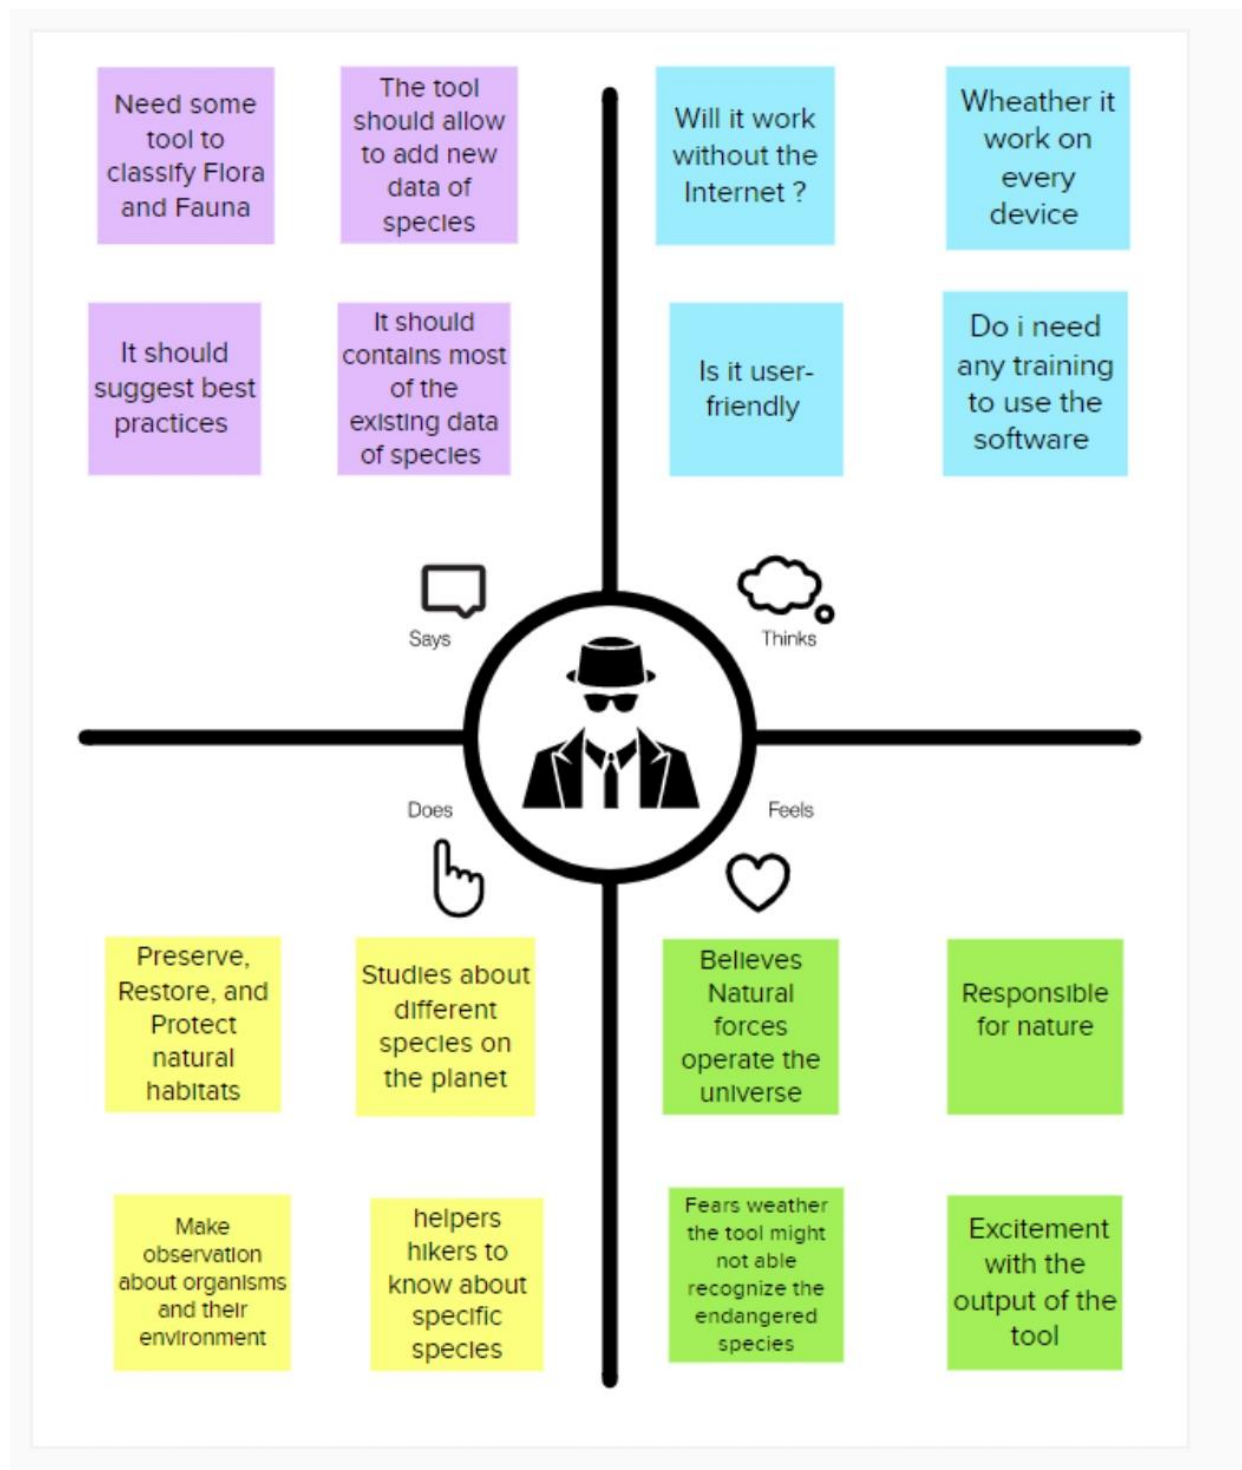 Need some
tool to
classify Flora
and Fauna
The tool
should allow
to add new
data of
species
It should
suggest best
practices
It should
contains most
of the
existing data
of species
Will it work
without the
Internet ?
Wheather it
work on
every
device
Is it user-
friendly
Do i need
any training
to use the
software
Says
Thinks
Does
Feels
Preserve,
Restore, and
Protect
natural
habitats
Studies about
different
species on
the planet
Make
observation
about organisms
and their
environment
helpers
hikers to
know about
specific
species
Believes
Natural
forces
operate the
universe
Responsible
for nature
Fears weather
the tool might
not able
recognize the
endangered
species
Excitement
with the
output of the
tool